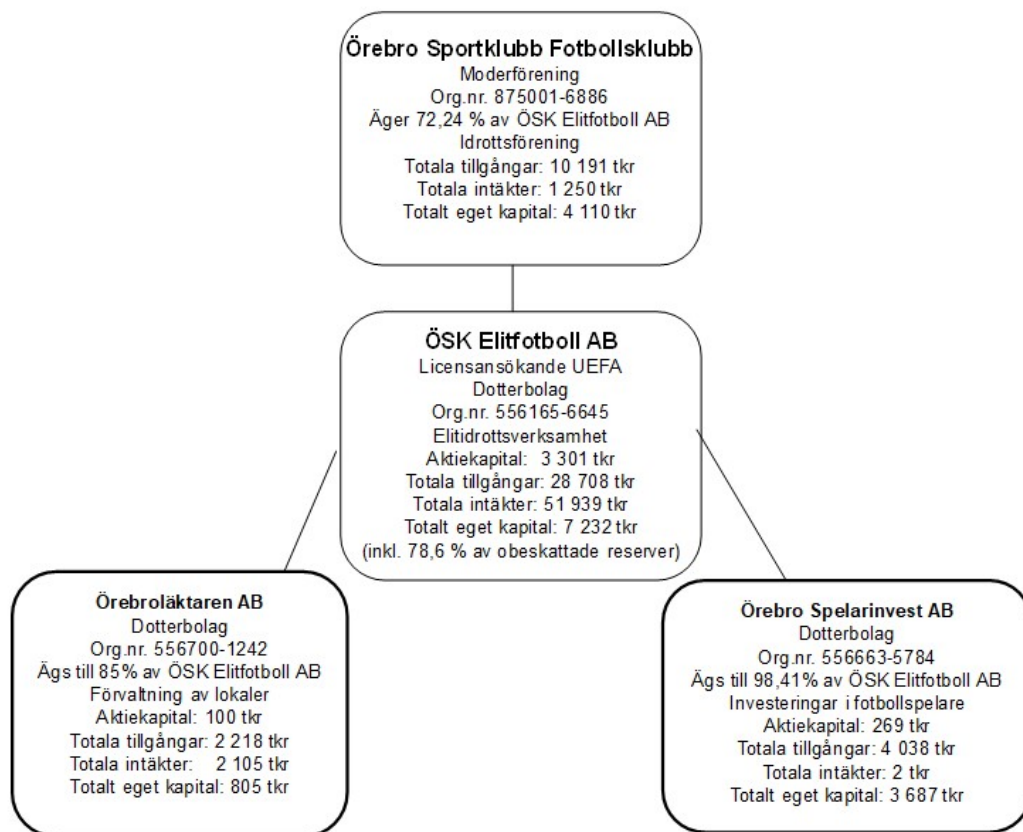 Örebro Sportklubb Fotbollsklubb
Moderförening
Org.nr. 875001-6886
Äger 72,24 % av ÖSK Elitfotboll AB
Idrottsförening
Totala tillgångar: 10 191 tkr
Totala intäkter: 1 250 tkr
Totalt eget kapital: 4 110 tkr
ÖSK Elitfotboll AB
Licensansökande UEFA
Dotterbolag
Org.nr. 556165-6645
Elitidrottsverksamhet
Aktiekapital: 3 301 tkr
Totala tillgångar: 28 708 tkr
Totala intäkter: 51 939 tkr
Totalt eget kapital: 7 232 tkr
(inkl. 78,6 % av obeskattade reserver)
Örebroläktaren AB
Dotterbolag
Org.nr. 556700-1242
Ägs till 85% av ÖSK Elitfotboll AB
Förvaltning av lokaler
Aktiekapital: 100 tkr
Totala tillgångar: 2 218 tkr
Totala intäkter: 2 105 tkr
Totalt eget kapital: 805 tkr
Örebro Spelarinvest AB
Dotterbolag
Org.nr. 556663-5784
Ägs till 98,41% av ÖSK Elitfotboll AB
Investeringar i fotbollspelare
Aktiekapital: 269 tkr
Totala tillgångar: 4 038 tkr
Totala intäkter: 2 tkr
Totalt eget kapital: 3 687 tkr